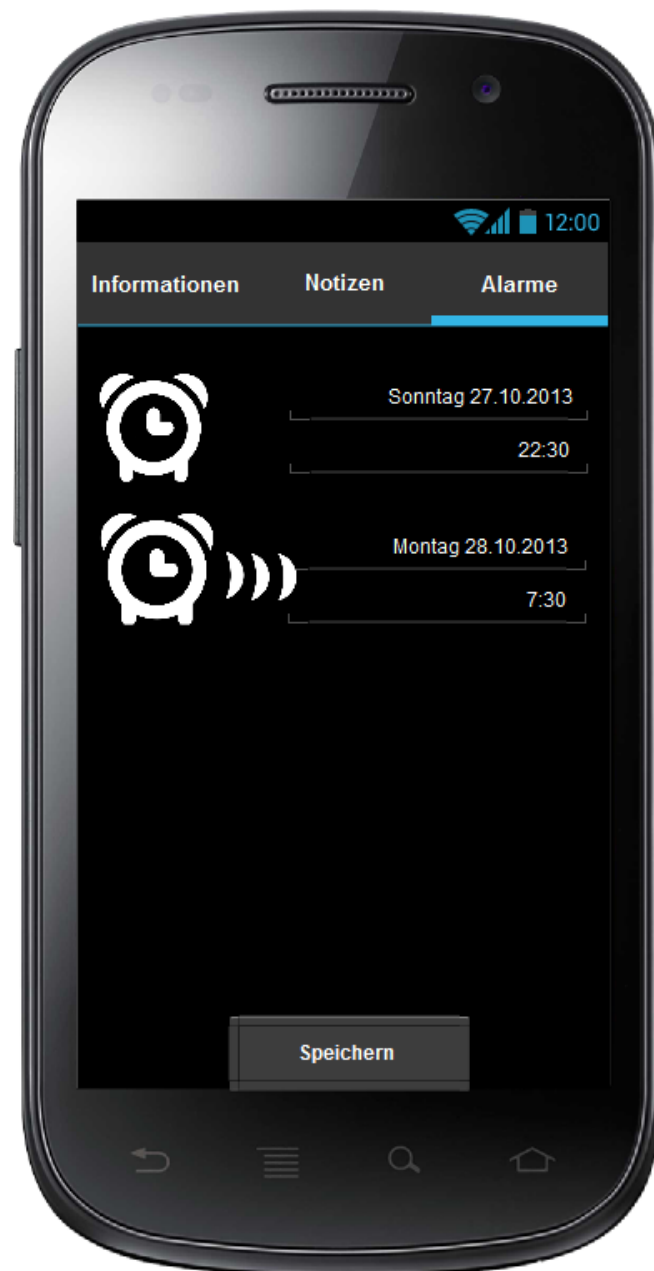 12:00
Informationen Notizen Alarme
Sonntag 27.10.2013
22:30
Montag 28.10.2013
7:30
Speichern